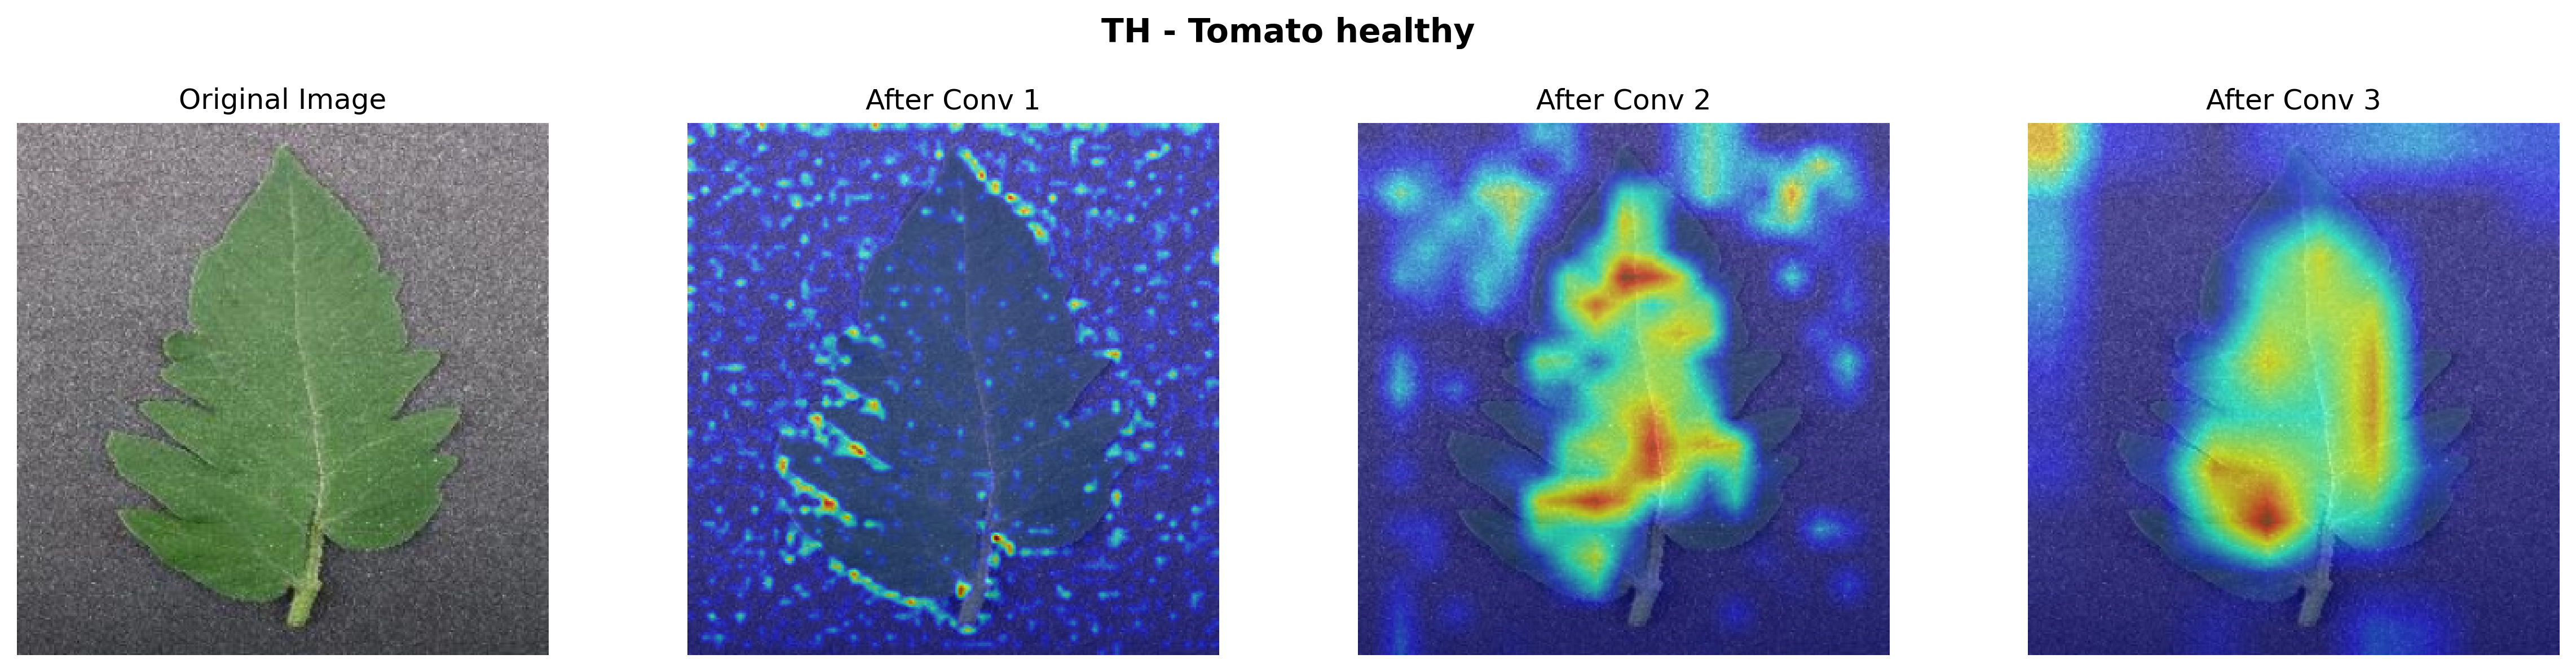 TH - Tomato healthy
Original Image
After Conv 1
After Conv 2
After Conv 3